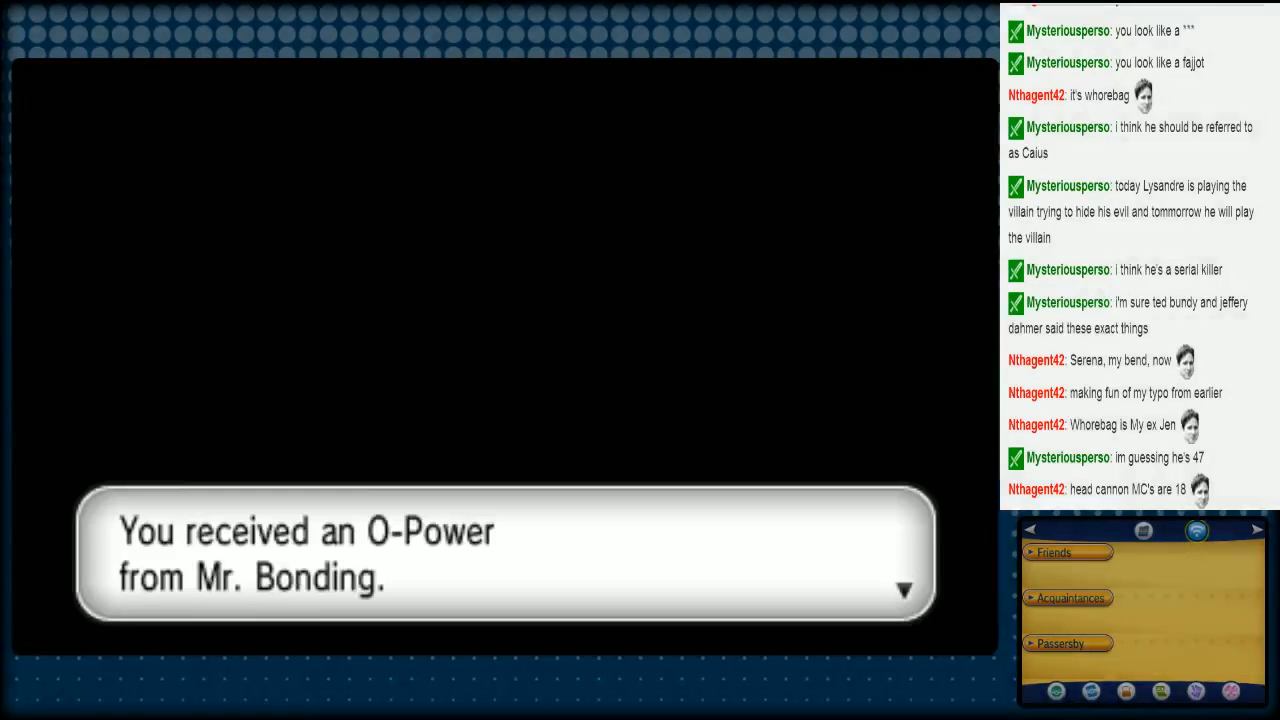 Mysteriousperso: you look like a ***
Mysteriousperso: you look like a fajjot
Nthagent42: it's whorebag
Mysteriousperso: i think he should be referred to
as Caius
Mysteriousperso: today Lysandre is playing the
villain trying to hide his evil and tommorrow he will play
the villain
Mysteriousperso: i think he's a serial killer
Mysteriousperso: i'm sure ted bundy and jeffery
dahmer said these exact things
Nthagent42: Serena, my bend, now
Nthagent42: making fun of my typo from earlier
Nthagent42: Whorebag is My ex Jen
Mysteriousperso: im guessing he's 47
Nthagent42: head cannon MC's are 18
You received an O-Power
from Mr. Bonding.
Friends
Acquaintances
Passersby